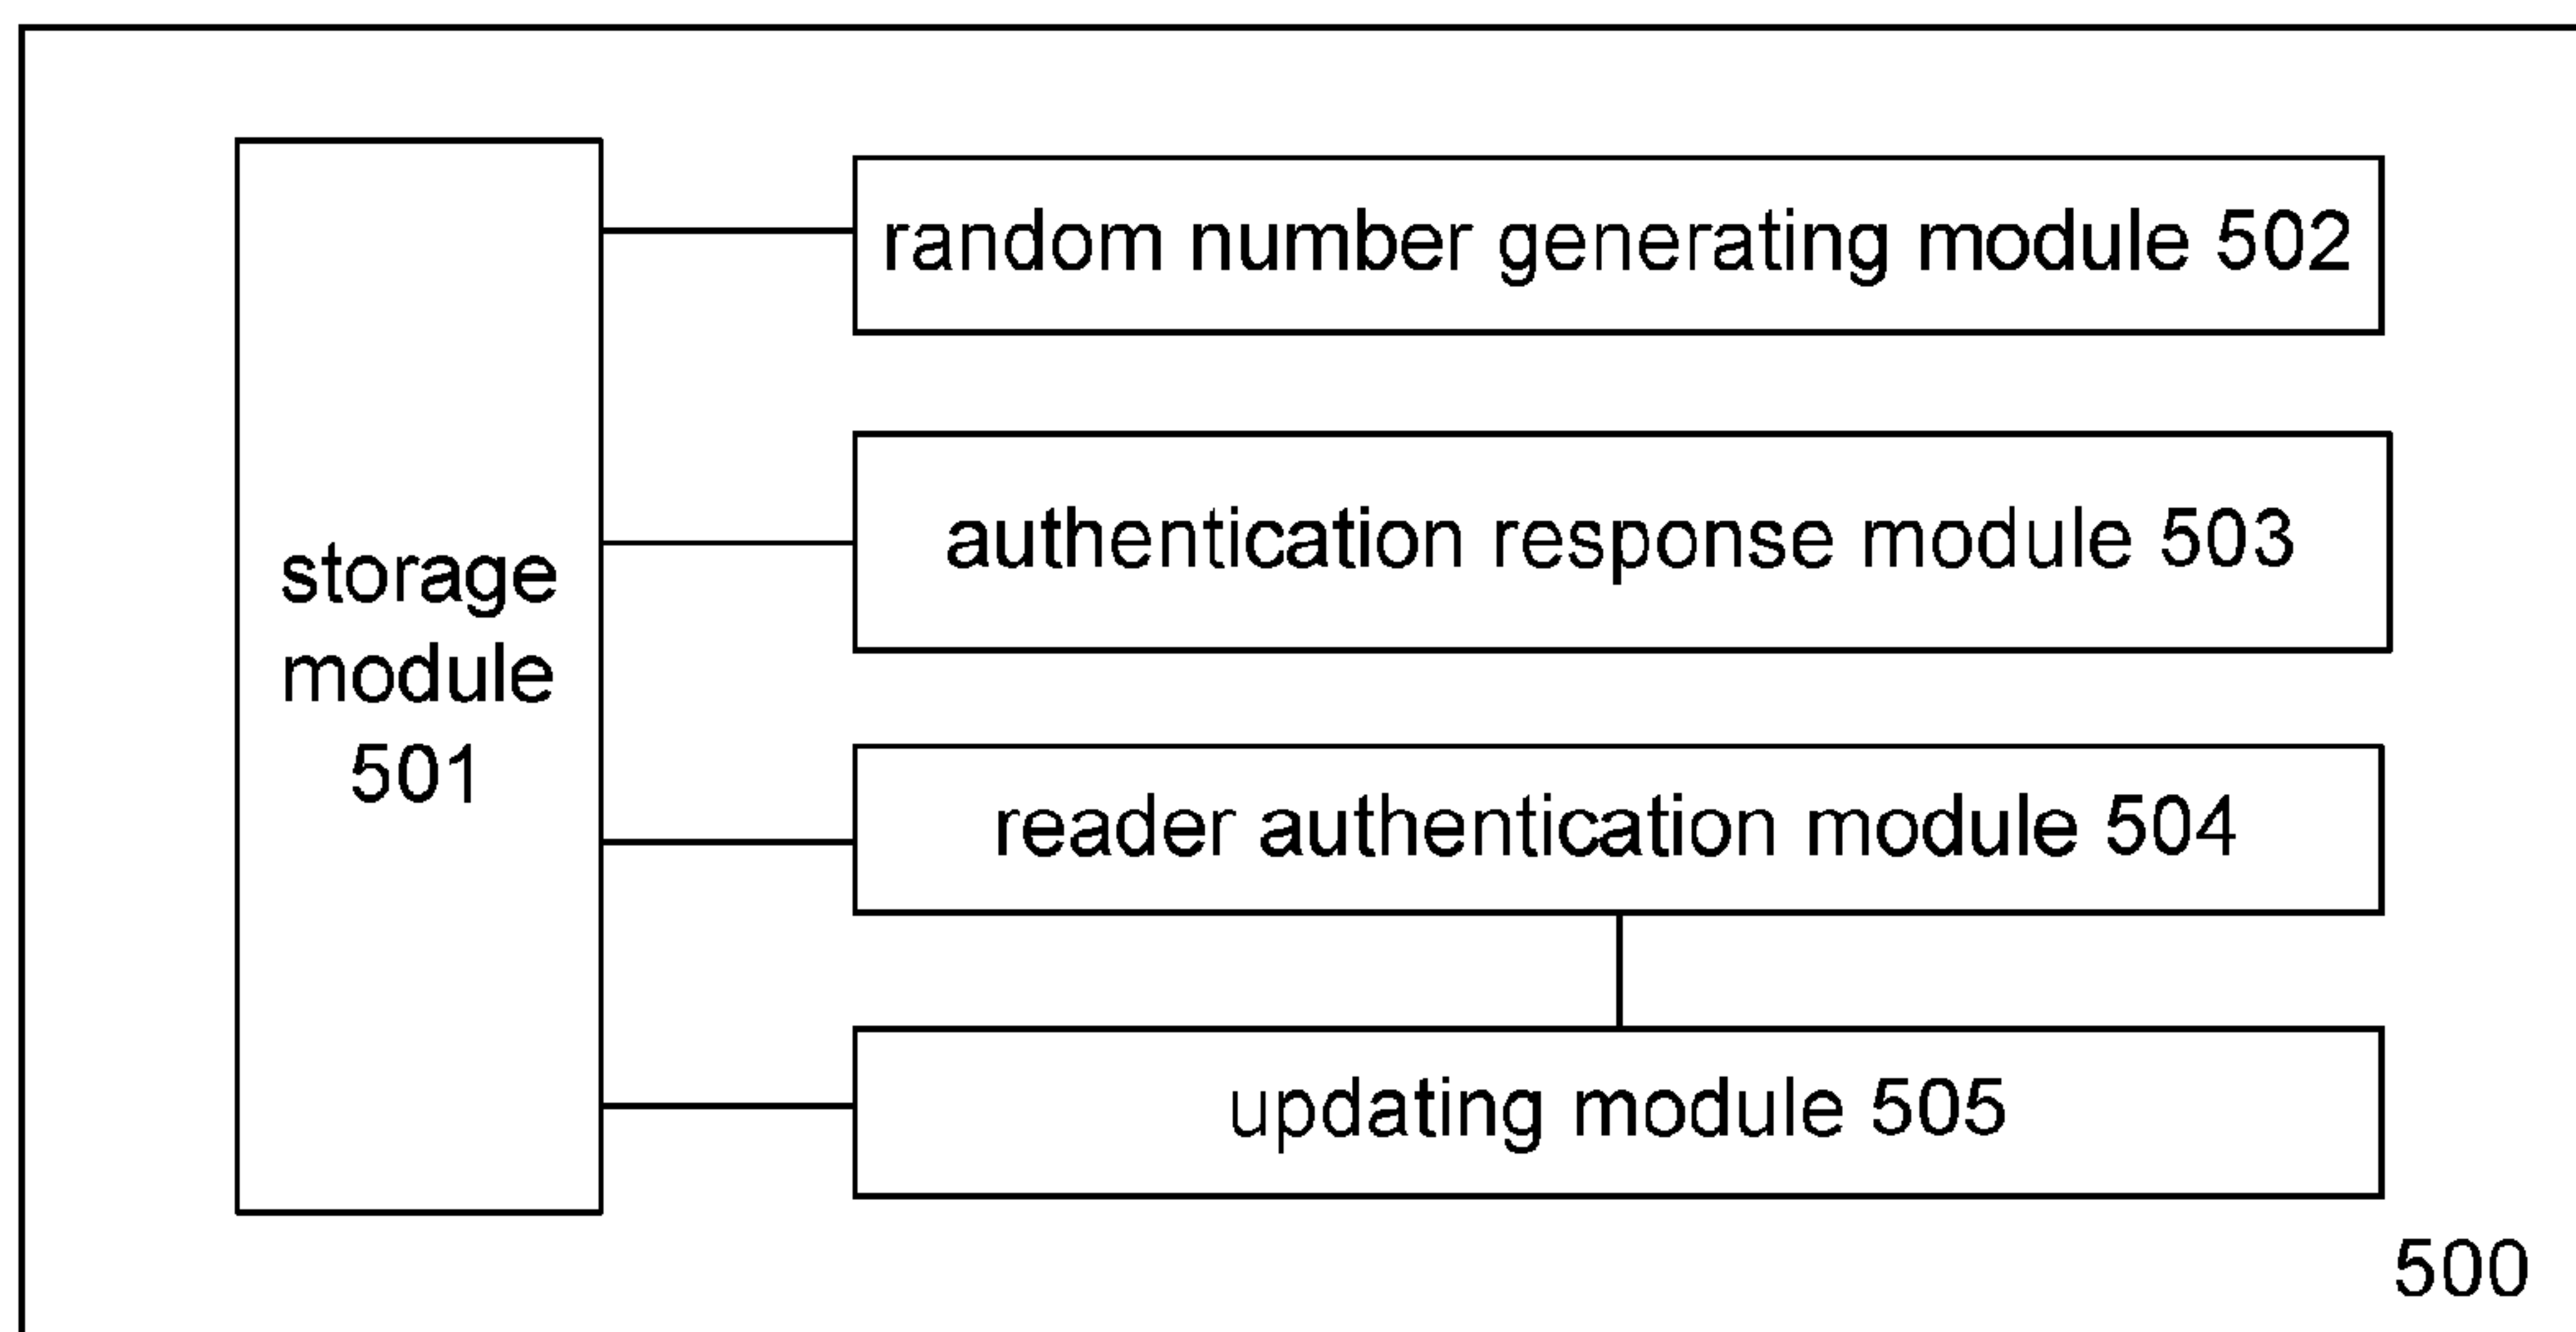 storage
module
501
random number generating module 502
authentication response module 503
reader authentication module 504
updating module 505
500